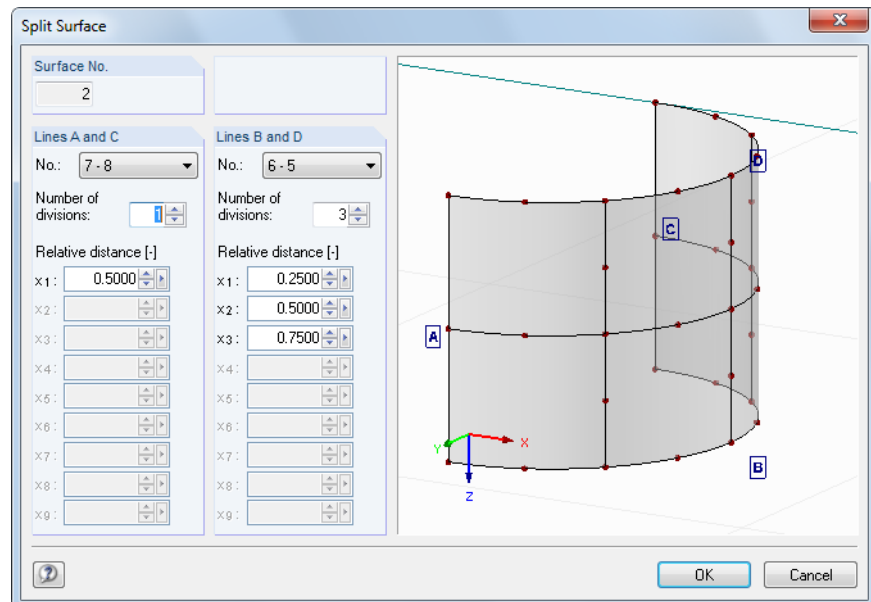 Split Surface
Surface No.
2
Lines A and C
No.: 7 - 8
Number of
divisions: 1
Relative distance [-]
x1: 0.5000
x2:
x3:
x4:
x5:
x6:
x7:
x8:
x9:
Lines B and D
No.: 6 - 5
Number of
divisions: 3
Relative distance [-]
x1: 0.2500
x2: 0.5000
x3: 0.7500
x4:
x5:
x6:
x7:
x8:
x9:
D
C
A
B
Y
X
Z
OK
Cancel